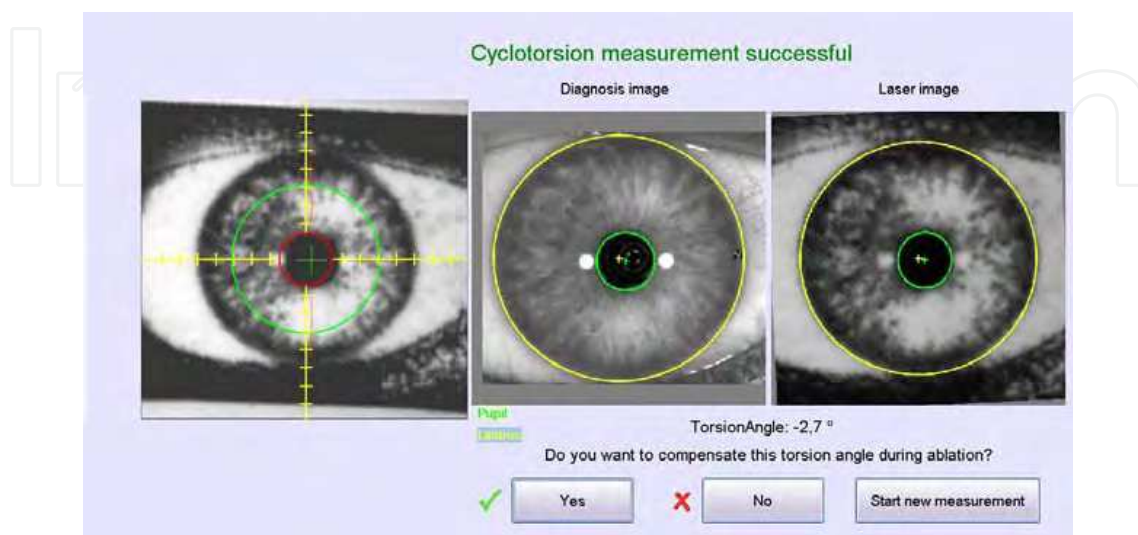 Cyclotorsion measurement successful
Diagnosis image
Laser image
Pupil
Limbus
TorsionAngle: -2,7 °
Do you want to compensate this torsion angle during ablation?
Yes
No
Start new measurement